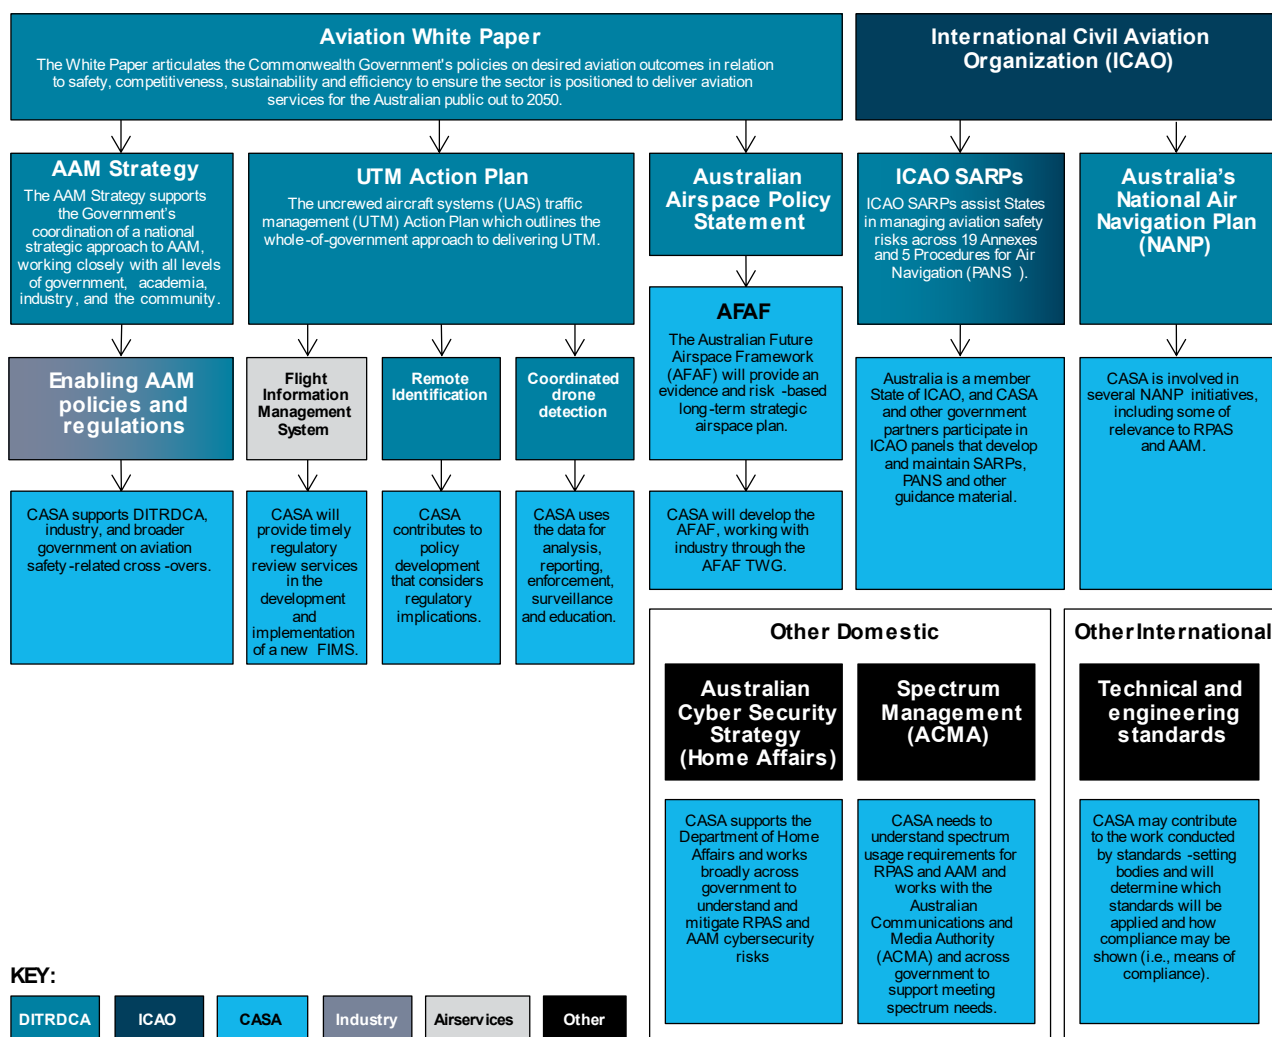 Aviation White Paper
The White Paper articulates the Commonwealth Government's policies on desired aviation outcomes in relation
to safety, competitiveness, sustainability and efficiency to ensure the sector is positioned to deliver aviation
services for the Australian public out to 2050.
International Civil Aviation
Organization (ICAO)
AAM Strategy
The AAM Strategy supports
the Government's
coordination of a national
strategic approach to AAM,
working closely with all levels
of government, academia,
industry, and the community.
UTM Action Plan
The uncrewed aircraft systems (UAS) traffic
management (UTM) Action Plan which outlines the
whole-of-government approach to delivering UTM.
Australian
Airspace Policy
Statement
ICAO SARPs
ICAO SARPs assist States
in managing aviation safety
risks across 19 Annexes
and 5 Procedures for Air
Navigation (PANS ).
Australia's
National Air
Navigation Plan
(NANP)
AFAF
The Australian Future
Airspace Framework
(AFAF) will provide an
evidence and risk -based
long-term strategic
airspace plan.
Enabling AAM
policies and
regulations
Flight
Information
Management
System
Remote
Identification
Coordinated
drone
detection
Australia is a member
State of ICAO, and CASA
and other government
partners participate in
ICAO panels that develop
and maintain SARPs,
PANS and other
guidance material.
CASA is involved in
several NANP initiatives,
including some of
relevance to RPAS
and AAM.
CASA supports DITRDCA,
industry, and broader
government on aviation
safety-related cross-overs.
CASA will
provide timely
regulatory
review services
in the
development
and
implementation
of a new FIMS.
CASA
contributes to
policy
development
that considers
regulatory
implications.
CASA uses
the data for
analysis,
reporting,
enforcement,
surveillance
and education.
CASA will develop the
AFAF, working with
industry through the
AFAF TWG.
Other Domestic
Other International
Australian
Cyber Security
Strategy
(Home Affairs)
Spectrum
Management
(ACMA)
Technical and
engineering
standards
CASA supports the
Department of Home
Affairs and works
broadly across
government to
understand and
mitigate RPAS and
AAM cybersecurity
risks
CASA needs to
understand spectrum
usage requirements for
RPAS and AAM and
works with the
Australian
Communications and
Media Authority
(ACMA) and across
government to
support meeting
spectrum needs.
CASA may contribute
to the work conducted
by standards -setting
bodies and will
determine which
standards will be
applied and how
compliance may be
shown (i.e., means of
compliance).
KEY:
DITRDCA
ICAO
CASA
Industry
Airservices
Other